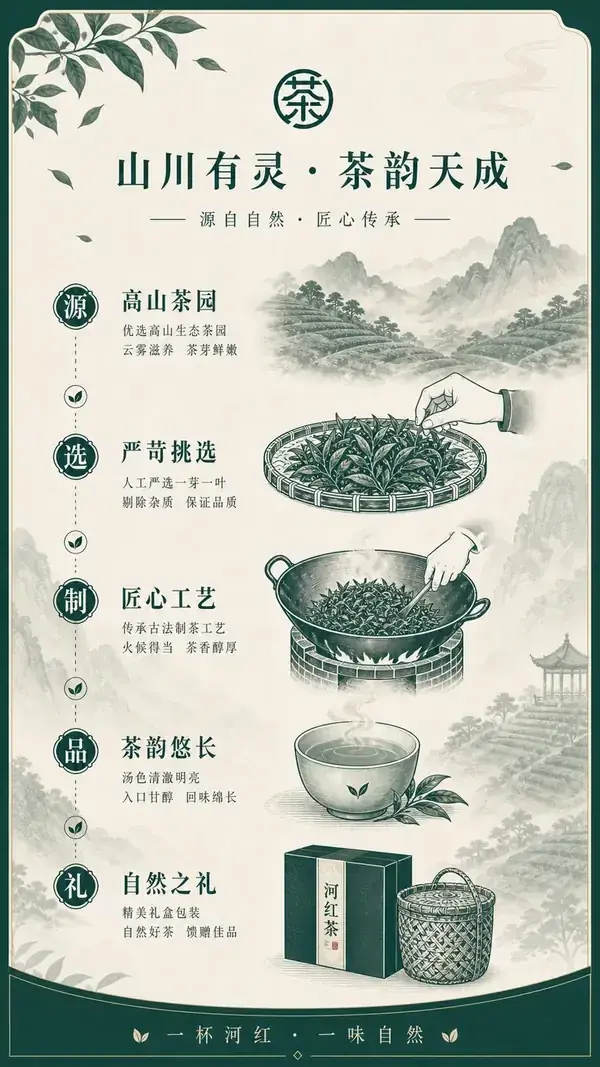 茶
山川有灵·茶韵天成
源自自然·匠心传承
源
高山茶园
优选高山生态茶园
云雾滋养 茶芽鲜嫩
选
严苛挑选
人工严选一芽一叶
剔除杂质 保证品质
制
匠心工艺
传承古法制茶工艺
火候得当 茶香醇厚
品
茶韵悠长
汤色清澈明亮
入口甘醇 回味绵长
礼
自然之礼
精美礼盒包装
自然好茶 馈赠佳品
河红茶
一杯河红·一味自然